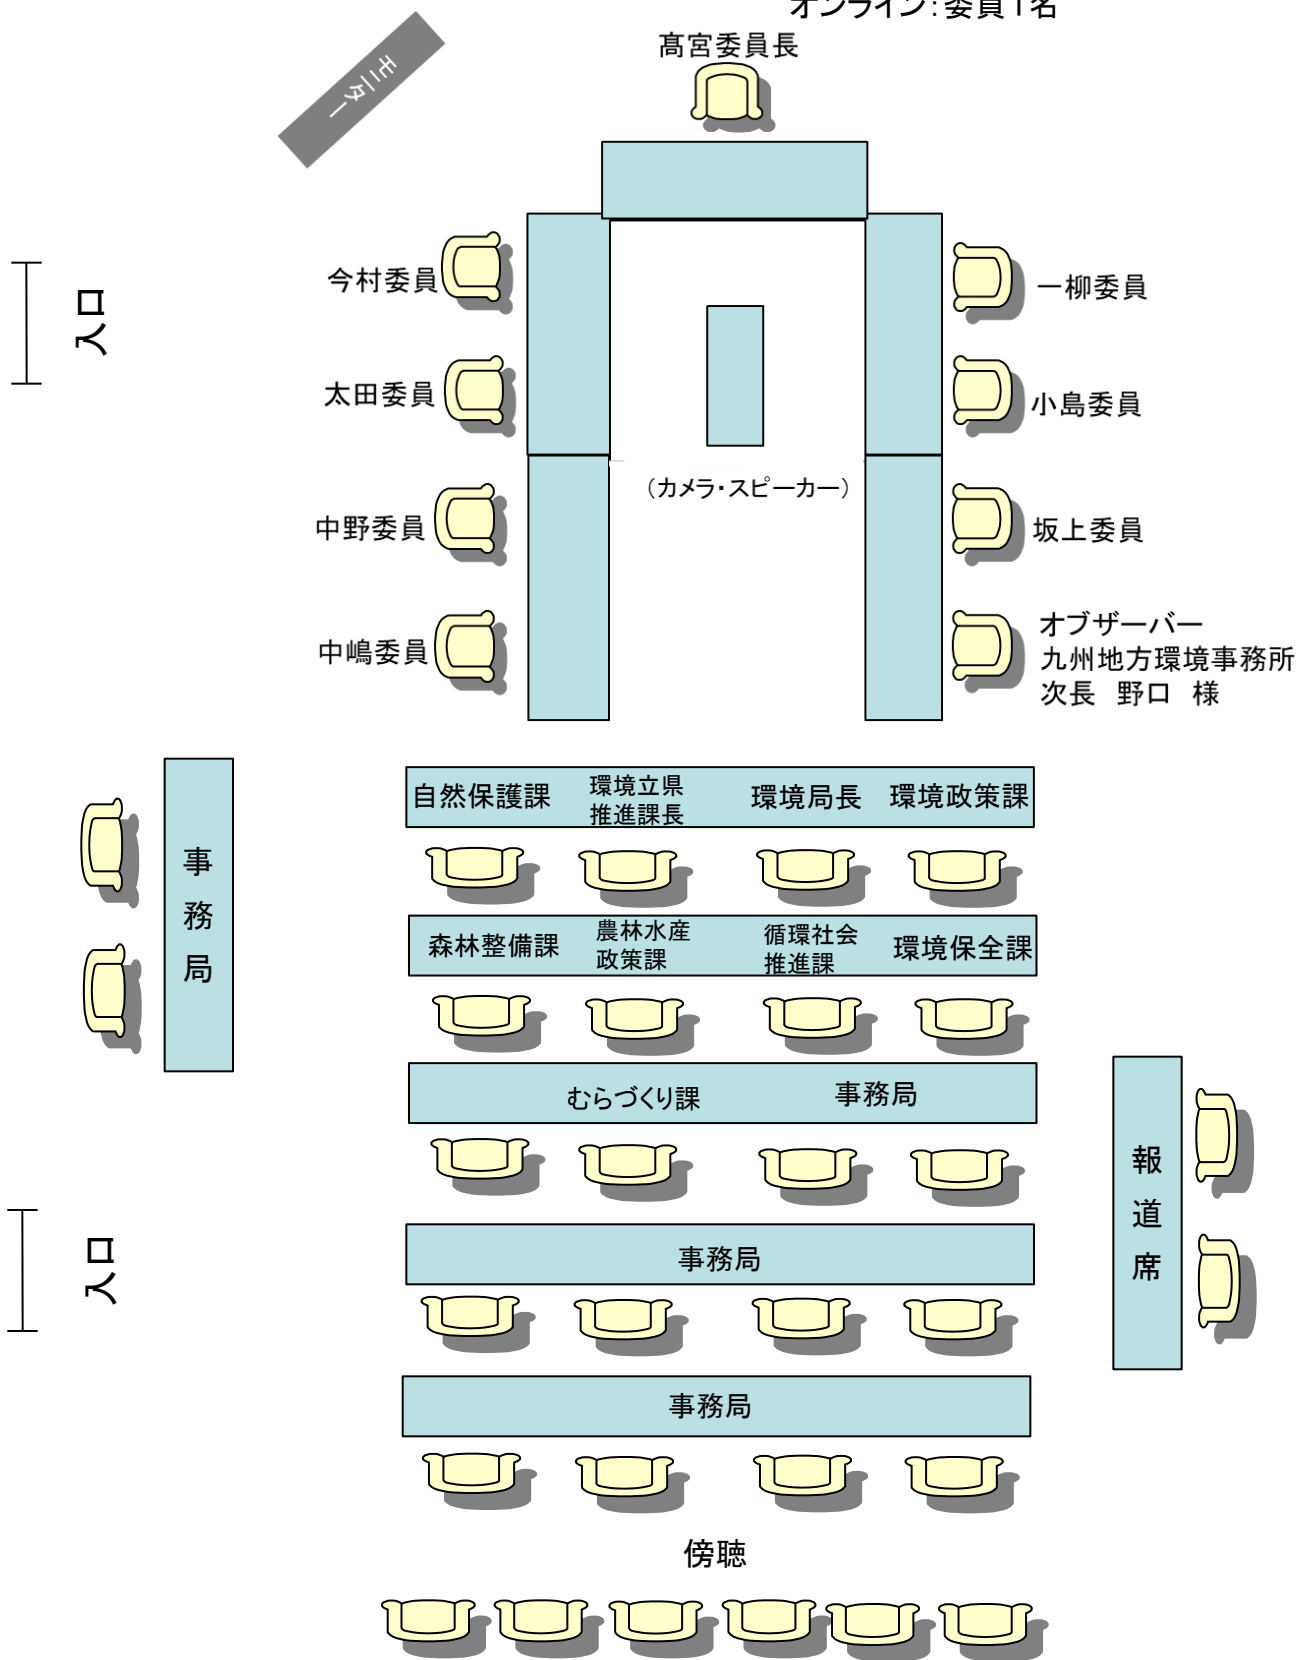 オンライン：委員1名
髙宮委員長
モニター
今村委員
一柳委員
入口
太田委員
小島委員
（カメラ・スピーカー）
中野委員
坂上委員
中嶋委員
オブザーバー
九州地方環境事務所
次長　野口　様
自然保護課
環境立県
推進課長
環境局長
環境政策課
事務局
森林整備課
農林水産
政策課
循環社会
推進課
環境保全課
むらづくり課
事務局
報道席
入口
事務局
事務局
傍聴